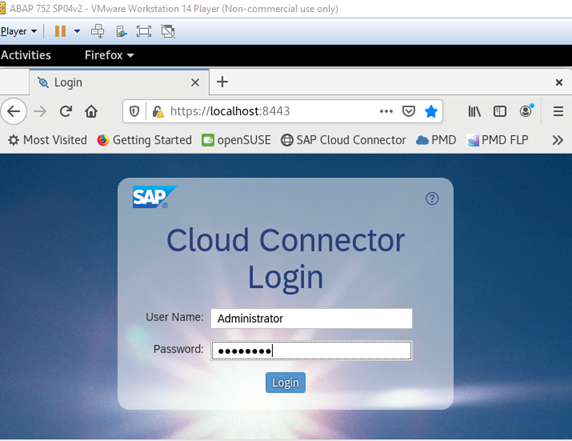 ABAP 752 SP04v2 - VMware Workstation 14 Player (Non-commercial use only)
Player
Activities Firefox
Login
https://localhost:8443
Most Visited Getting Started openSUSE SAP Cloud Connector PMD PMD FLP
SAP
Cloud Connector
Login
User Name: Administrator
Password: ●●●●●●●●
Login